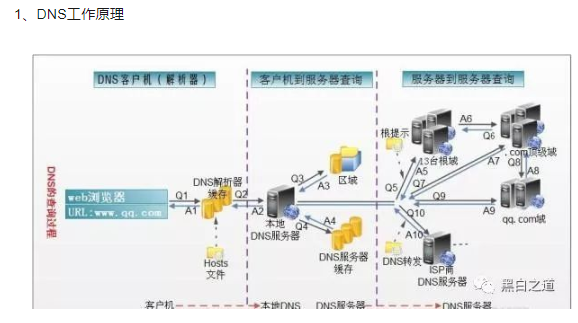 1、DNS工作原理
DNS客户机（解析器）
客户机到服务器查询
服务器到服务器查询
DNS的查询过程
web浏览器
URL:www.qq.com
Q1
A1
DNS解析器
缓存
Hosts
文件
Q2
A2
本地
DNS服务器
Q3
A3
区域
Q4
A4
DNS服务器
缓存
根提示
13台根域
A6
Q6
.com顶级域
Q5
A5
Q7
A7
Q8
A8
Q9
A9
qq.com域
Q10
A10
DNS转发
ISP商
DNS服务器
黑白之道
客户机
本地DNS
DNS服务器
DNS服务器